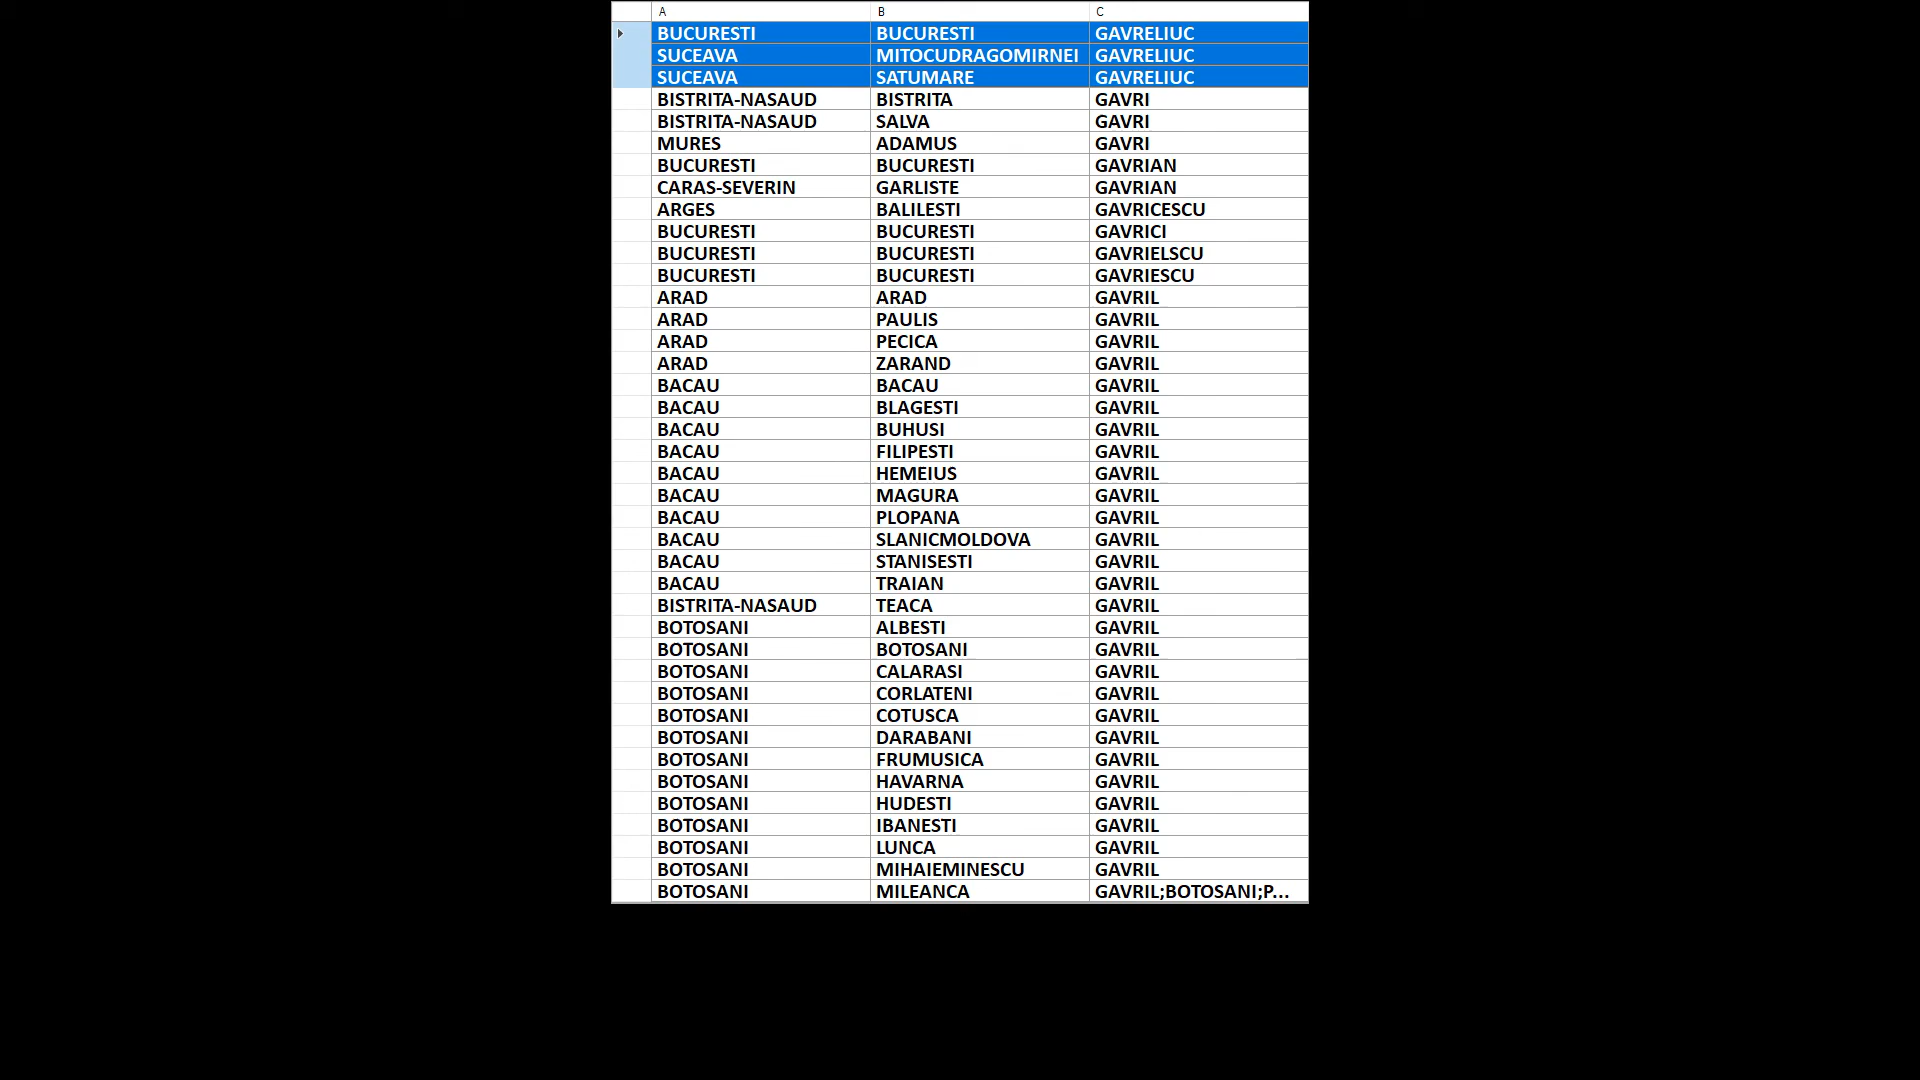 A B C
BUCURESTI BUCURESTI GAVRELIUC
SUCEAVA MITOCUDRAGOMIRNEI GAVRELIUC
SUCEAVA SATUMARE GAVRELIUC
BISTRITA-NASAUD BISTRITA GAVRI
BISTRITA-NASAUD SALVA GAVRI
MURES ADAMUS GAVRI
BUCURESTI BUCURESTI GAVRIAN
CARAS-SEVERIN GARLISTE GAVRIAN
ARGES BALILESTI GAVRICESCU
BUCURESTI BUCURESTI GAVRICI
BUCURESTI BUCURESTI GAVRIELSCU
BUCURESTI BUCURESTI GAVRIESCU
ARAD ARAD GAVRIL
ARAD PAULIS GAVRIL
ARAD PECICA GAVRIL
ARAD ZARAND GAVRIL
BACAU BACAU GAVRIL
BACAU BLAGESTI GAVRIL
BACAU BUHUSI GAVRIL
BACAU FILIPESTI GAVRIL
BACAU HEMEIUS GAVRIL
BACAU MAGURA GAVRIL
BACAU PLOPANA GAVRIL
BACAU SLANICMOLDOVA GAVRIL
BACAU STANISESTI GAVRIL
BACAU TRAIAN GAVRIL
BISTRITA-NASAUD TEACA GAVRIL
BOTOSANI ALBESTI GAVRIL
BOTOSANI BOTOSANI GAVRIL
BOTOSANI CALARASI GAVRIL
BOTOSANI CORLATENI GAVRIL
BOTOSANI COTUSCA GAVRIL
BOTOSANI DARABANI GAVRIL
BOTOSANI FRUMUSICA GAVRIL
BOTOSANI HAVARNA GAVRIL
BOTOSANI HUDESTI GAVRIL
BOTOSANI IBANESTI GAVRIL
BOTOSANI LUNCA GAVRIL
BOTOSANI MIHAIEMINESCU GAVRIL
BOTOSANI MILEANCA GAVRIL;BOTOSANI;P...